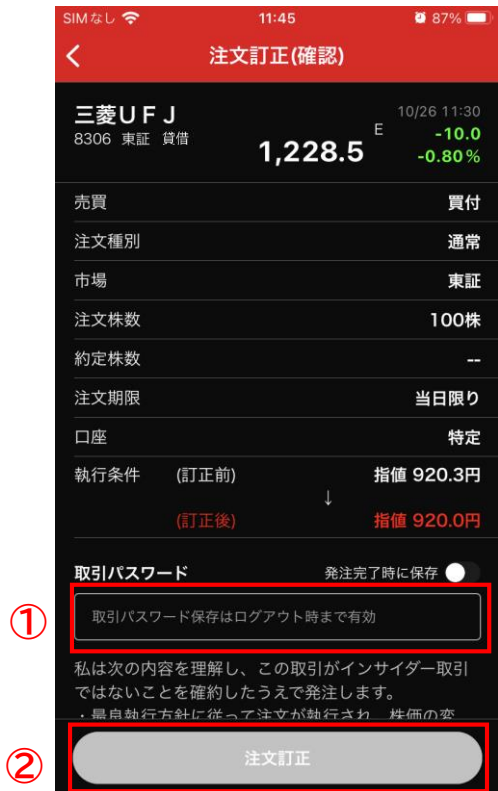 SIMなし 11:45 87%
注文訂正(確認)
三菱UFJ 10/26 11:30
8306 東証 貸借 1,228.5 E -10.0
-0.80%
売買 買付
注文種別 通常
市場 東証
注文株数 100株
約定株数 --
注文期限 当日限り
口座 特定
執行条件 (訂正前) 指値 920.3円
↓
(訂正後) 指値 920.0円
取引パスワード 発注完了時に保存
① 取引パスワード保存はログアウト時まで有効
私は次の内容を理解し、この取引がインサイダー取引
ではないことを確約したうえで発注します。
・最良執行方針に従って注文が執行され、株価の変
② 注文訂正